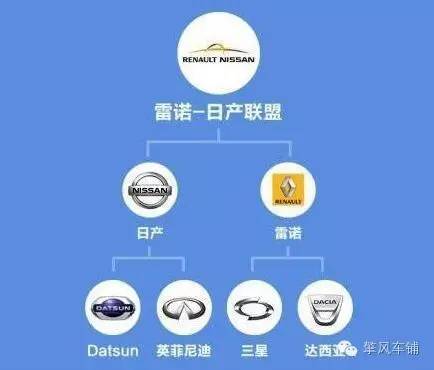 RENAULT NISSAN
雷诺-日产联盟
NISSAN
RENAULT
日产
雷诺
DATSUN
DACIA
Datsun
英菲尼迪
三星
达西亚
擎风车铺